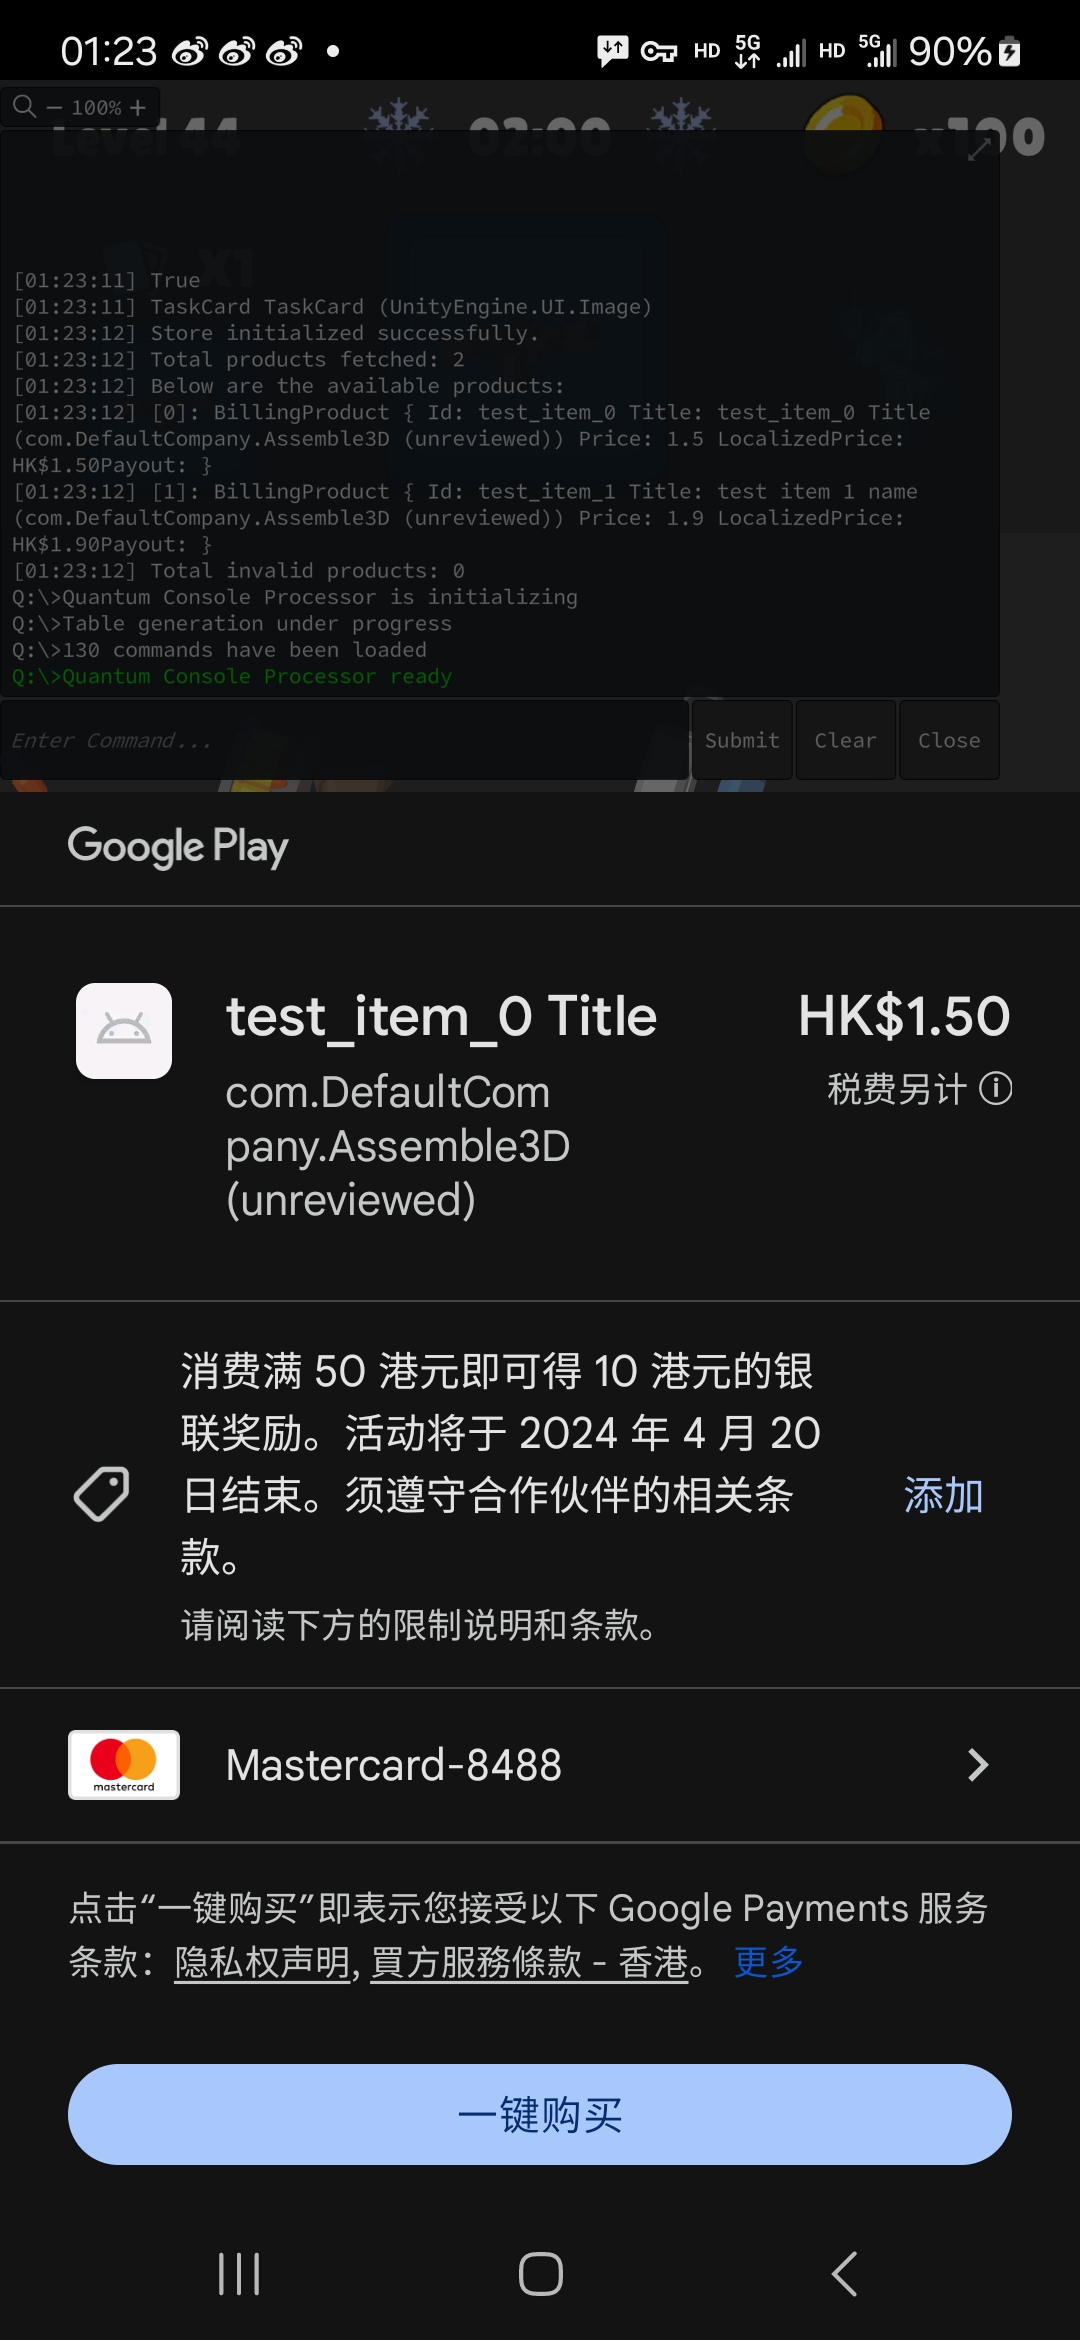 01:23 HD 5G HD 5G 90%
100%
Level 44 02:00 x100
X1
[01:23:11] True
[01:23:11] TaskCard TaskCard (UnityEngine.UI.Image)
[01:23:12] Store initialized successfully.
[01:23:12] Total products fetched: 2
[01:23:12] Below are the available products:
[01:23:12] [0]: BillingProduct { Id: test_item_0 Title: test_item_0 Title
(com.DefaultCompany.Assemble3D (unreviewed)) Price: 1.5 LocalizedPrice:
HK$1.50Payout: }
[01:23:12] [1]: BillingProduct { Id: test_item_1 Title: test item 1 name
(com.DefaultCompany.Assemble3D (unreviewed)) Price: 1.9 LocalizedPrice:
HK$1.90Payout: }
[01:23:12] Total invalid products: 0
Q:\>Quantum Console Processor is initializing
Q:\>Table generation under progress
Q:\>130 commands have been loaded
Q:\>Quantum Console Processor ready
Enter Command... Submit Clear Close
Google Play
test_item_0 Title HK$1.50
com.DefaultCom
pany.Assemble3D
(unreviewed)
税费另计
消费满 50 港元即可得 10 港元的银
联奖励。活动将于 2024 年 4 月 20
日结束。须遵守合作伙伴的相关条
款。
添加
请阅读下方的限制说明和条款。
mastercard
Mastercard-8488
点击“一键购买”即表示您接受以下 Google Payments 服务
条款：隐私权声明, 買方服務條款 - 香港。 更多
一键购买